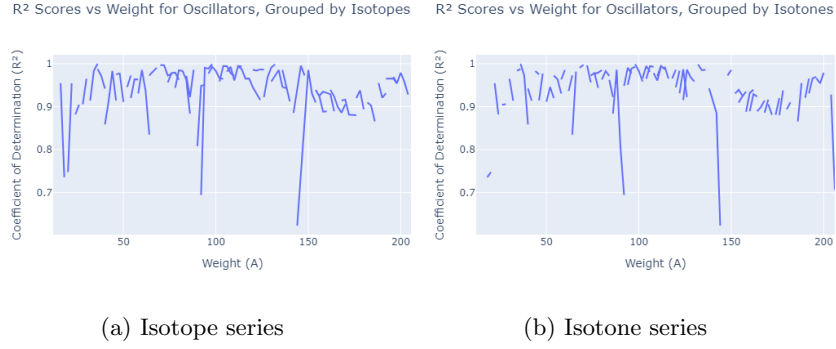 R² Scores vs Weight for Oscillators, Grouped by Isotopes
R² Scores vs Weight for Oscillators, Grouped by Isotones
Coefficient of Determination (R²)
1
0.9
0.8
0.7
50
100
150
200
Weight (A)
Coefficient of Determination (R²)
1
0.9
0.8
0.7
50
100
150
200
Weight (A)
(a) Isotope series
(b) Isotone series